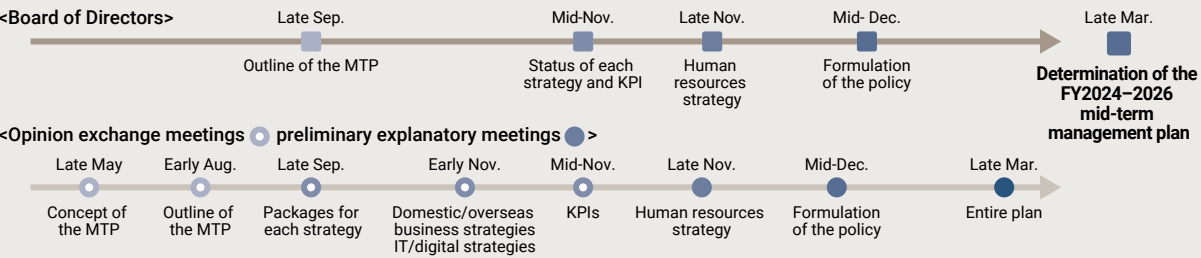 <Board of Directors>
Late Sep.
Outline of the MTP
Mid-Nov.
Status of each
strategy and KPI
Late Nov.
Human
resources
strategy
Mid- Dec.
Formulation
of the policy
Late Mar.
Determination of the
FY2024–2026
mid-term
management plan
<Opinion exchange meetings preliminary explanatory meetings >
Late May
Concept of
the MTP
Early Aug.
Outline of
the MTP
Late Sep.
Packages for
each strategy
Early Nov.
Domestic/overseas
business strategies
IT/digital strategies
Mid-Nov.
KPIs
Late Nov.
Human resources
strategy
Mid-Dec.
Formulation
of the policy
Late Mar.
Entire plan